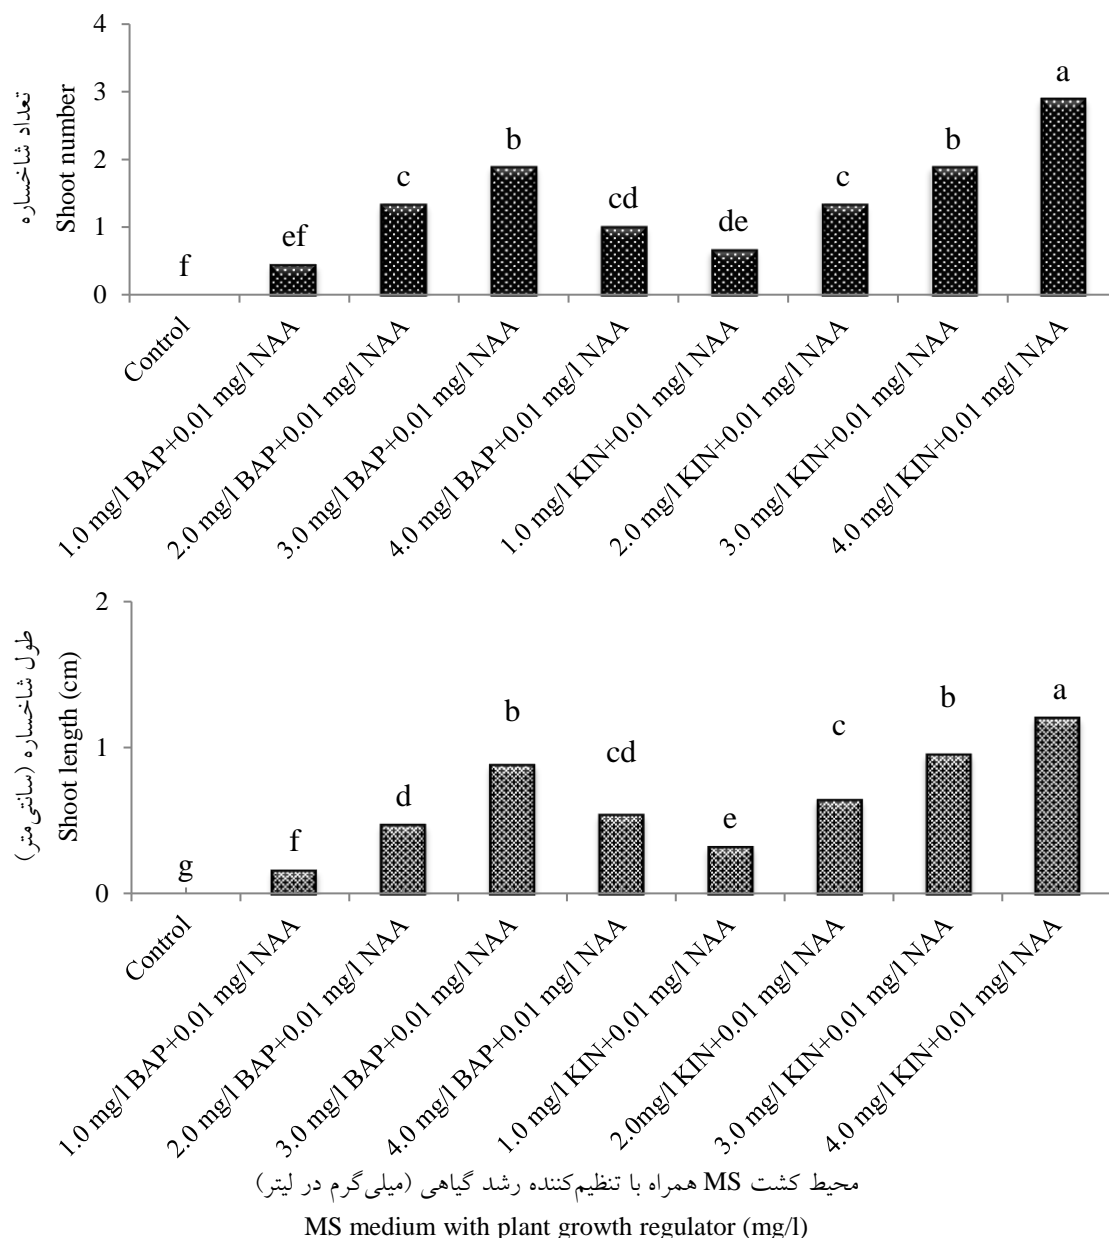 4
3
2
1
0
تعداد شاخساره
Shoot number
f
ef
c
b
cd
de
c
b
a
Control
1.0 mg/l BAP+0.01 mg/l NAA
2.0 mg/l BAP+0.01 mg/l NAA
3.0 mg/l BAP+0.01 mg/l NAA
4.0 mg/l BAP+0.01 mg/l NAA
1.0 mg/l KIN+0.01 mg/l NAA
2.0 mg/l KIN+0.01 mg/l NAA
3.0 mg/l KIN+0.01 mg/l NAA
4.0 mg/l KIN+0.01 mg/l NAA
2
1
0
طول شاخساره (سانتی‌متر)
Shoot length (cm)
g
f
d
b
cd
e
c
b
a
Control
1.0 mg/l BAP+0.01 mg/l NAA
2.0 mg/l BAP+0.01 mg/l NAA
3.0 mg/l BAP+0.01 mg/l NAA
4.0 mg/l BAP+0.01 mg/l NAA
1.0 mg/l KIN+0.01 mg/l NAA
2.0mg/l KIN+0.01 mg/l NAA
3.0 mg/l KIN+0.01 mg/l NAA
4.0 mg/l KIN+0.01 mg/l NAA
محیط کشت MS همراه با تنظیم‌کننده رشد گیاهی (میلی‌گرم در لیتر)
MS medium with plant growth regulator (mg/l)